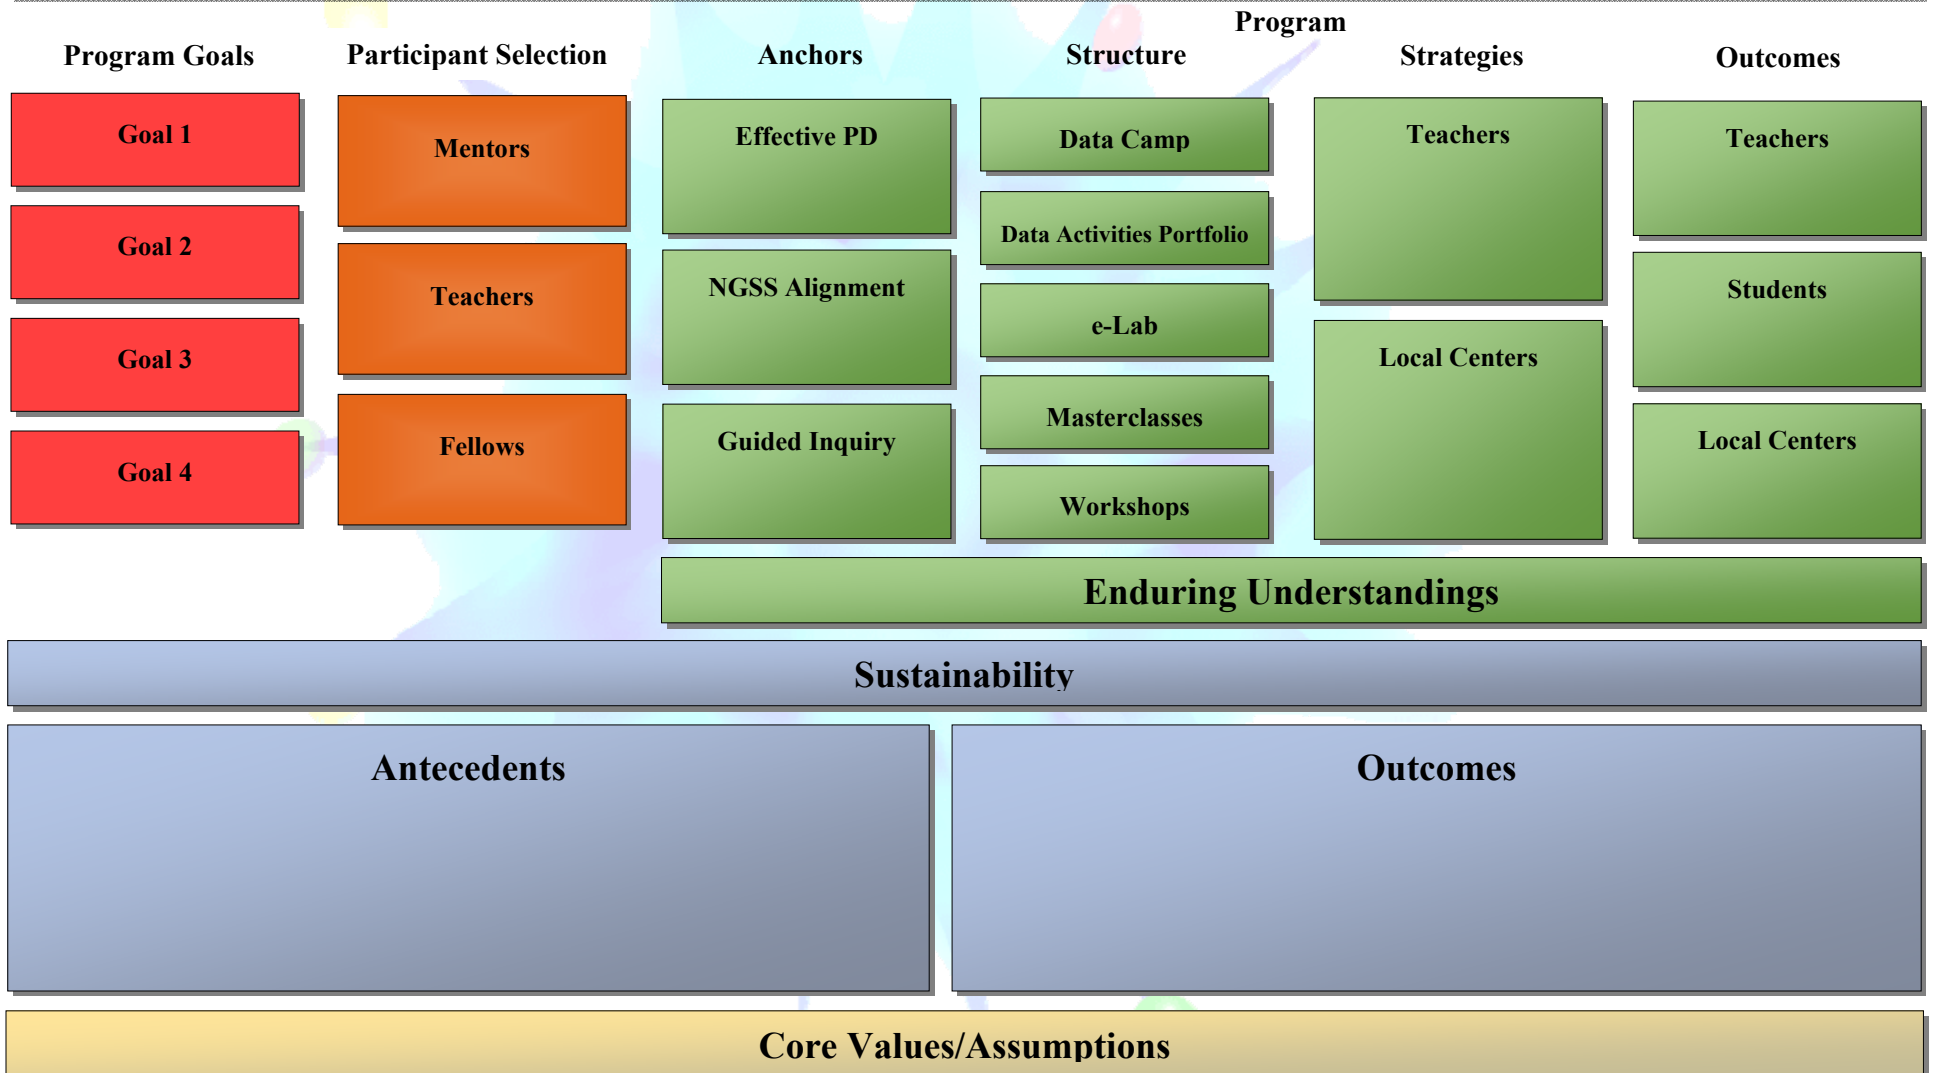 Program
Program Goals
Participant Selection
Anchors
Structure
Strategies
Outcomes
Goal 1
Goal 2
Goal 3
Goal 4
Mentors
Teachers
Fellows
Effective PD
NGSS Alignment
Guided Inquiry
Data Camp
Data Activities Portfolio
e-Lab
Masterclasses
Workshops
Teachers
Local Centers
Teachers
Students
Local Centers
Enduring Understandings
Sustainability
Antecedents
Outcomes
Core Values/Assumptions